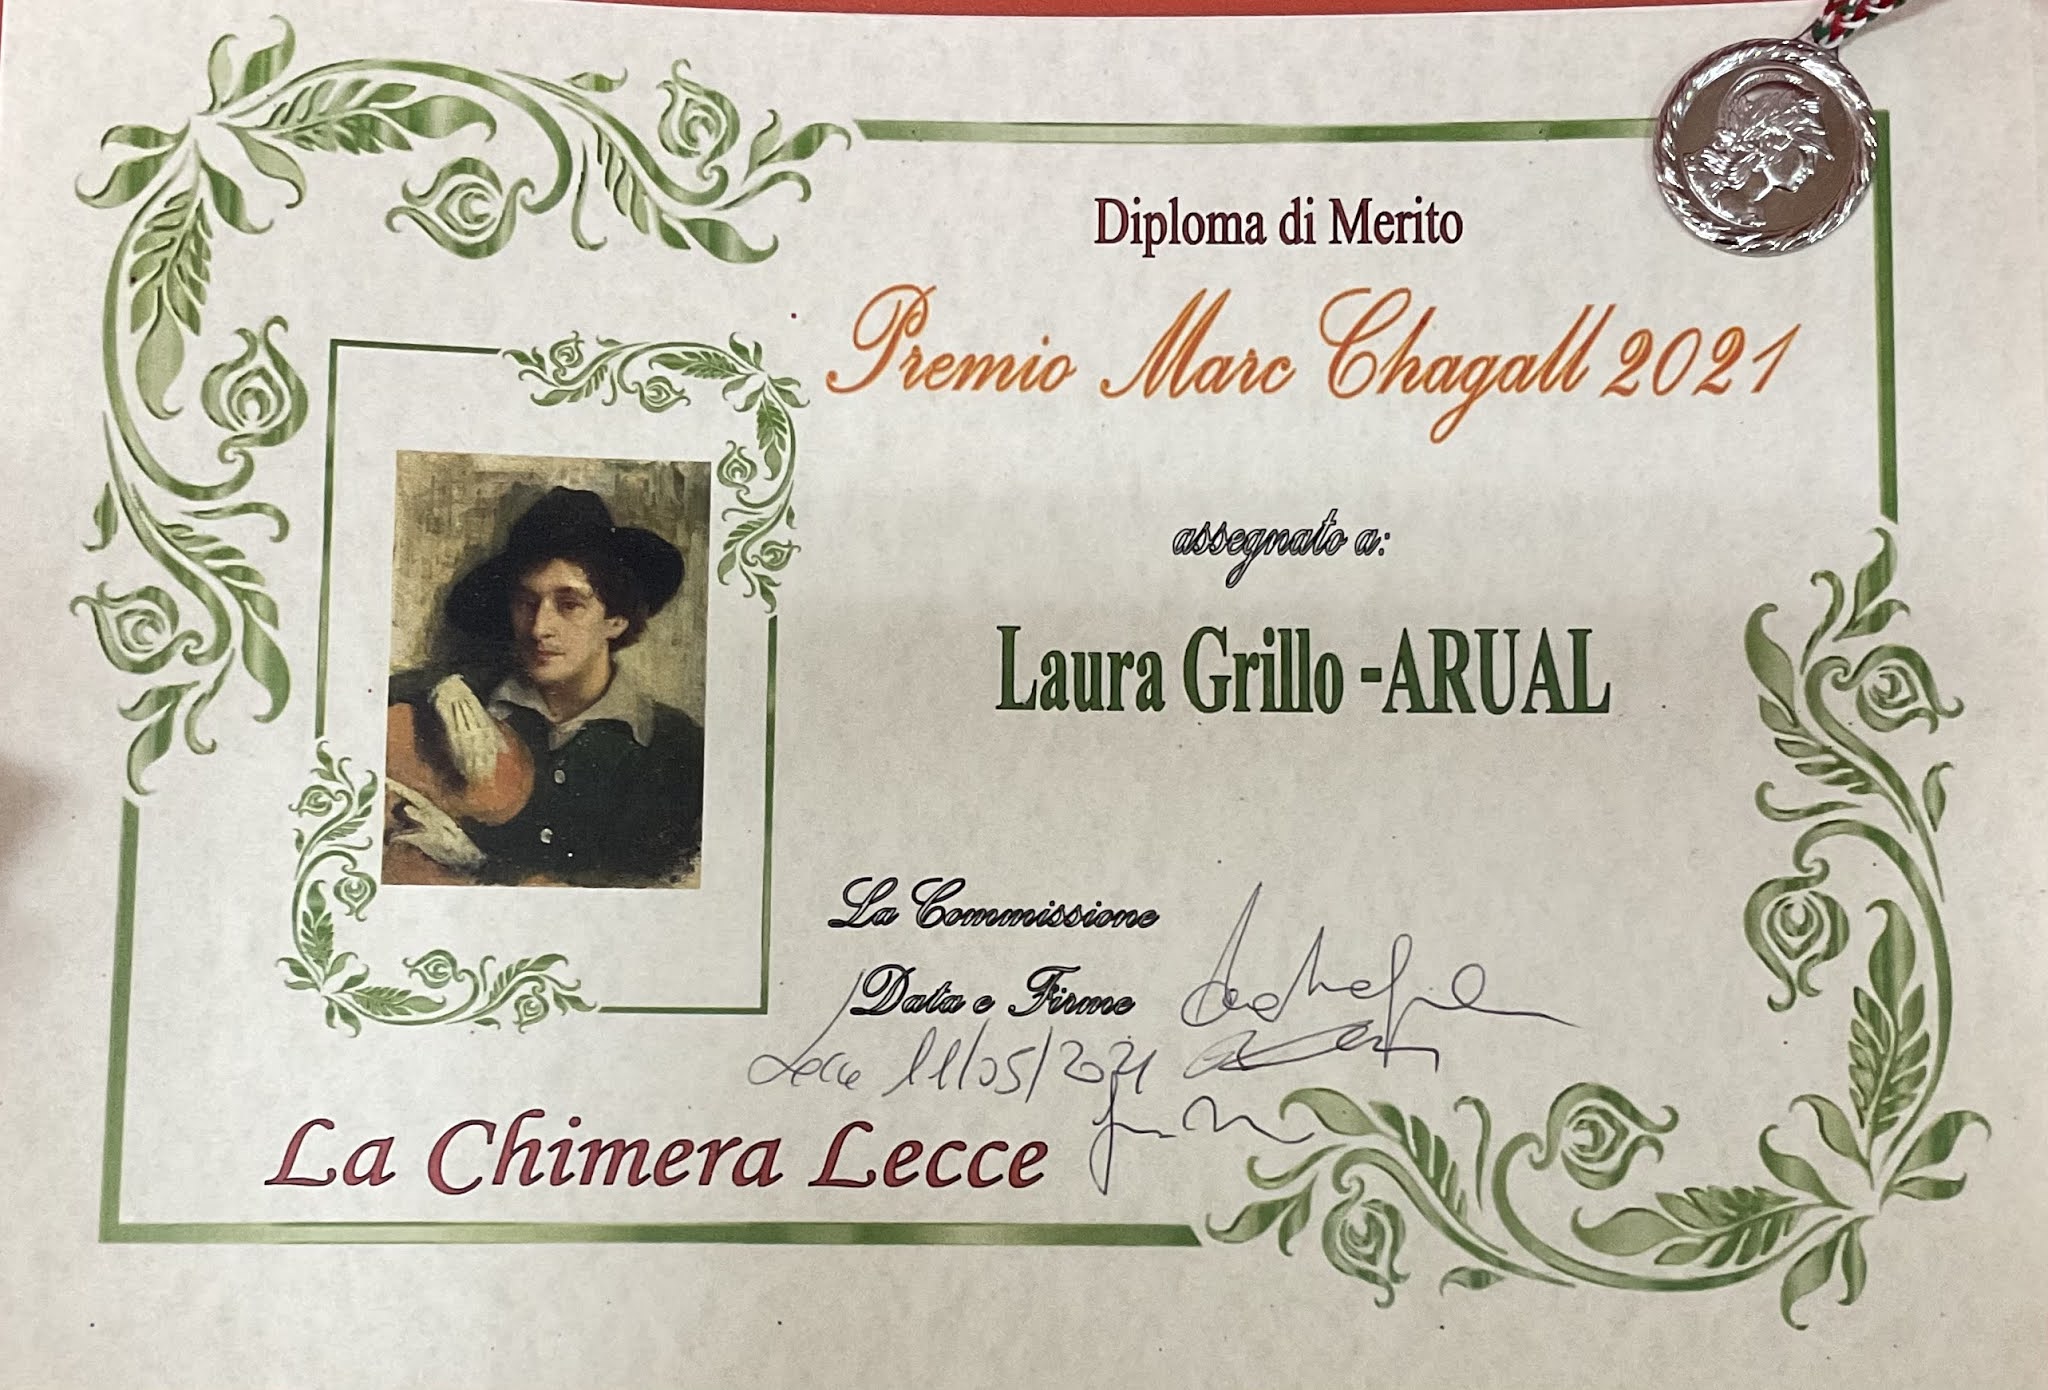 Diploma di Merito
Premio Marc Chagall 2021
assegnato a:
Laura Grillo -ARUAL
La Commissione
Data e Firme
Lecce 11/05/2021
La Chimera Lecce